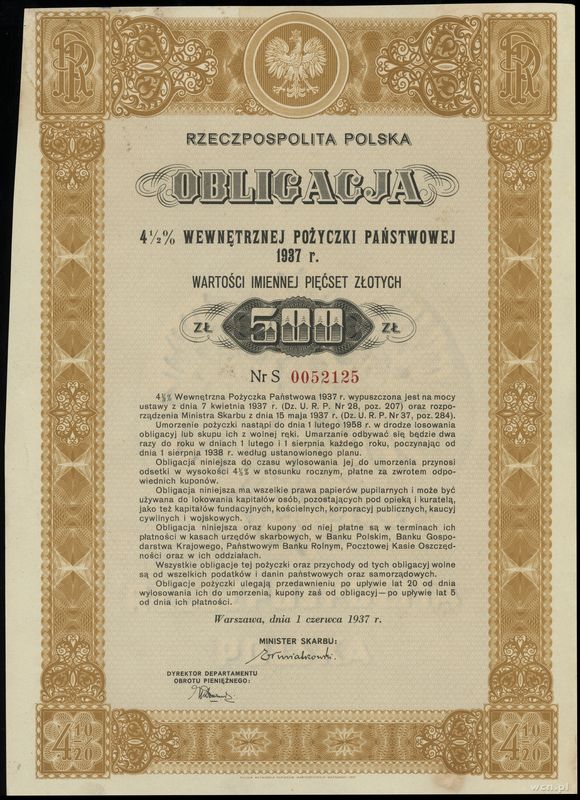 RP RP
RZECZPOSPOLITA POLSKA
OBLIGACJA
4½% WEWNĘTRZNEJ POŻYCZKI PAŃSTWOWEJ
1937 r.
WARTOŚCI IMIENNEJ PIĘĆSET ZŁOTYCH
ZŁ 500 ZŁ
Nr S 0052125
4½% Wewnętrzna Pożyczka Państwowa 1937 r. wypuszczona jest na mocy
ustawy z dnia 7 kwietnia 1937 r. (Dz. U. R. P. Nr 28, poz. 207) oraz rozpo-
rządzenia Ministra Skarbu z dnia 15 maja 1937 r. (Dz. U. R. P. Nr 37, poz. 284).
Umorzenie pożyczki nastąpi do dnia 1 lutego 1958 r. w drodze losowania
obligacyj lub skupu ich z wolnej ręki. Umarzanie odbywać się będzie dwa
razy do roku w dniach 1 lutego i 1 sierpnia każdego roku, poczynając od
dnia 1 sierpnia 1938 r. według ustanowionego planu.
Obligacja niniejsza do czasu wylosowania jej do umorzenia przynosi
odsetki w wysokości 4½% w stosunku rocznym, płatne za zwrotem odpo-
wiednich kuponów.
Obligacja niniejsza ma wszelkie prawa papierów pupilarnych i może być
używana do lokowania kapitałów osób, pozostających pod opieką i kuratelą,
jako też kapitałów fundacyjnych, kościelnych, korporacyj publicznych, kaucyj
cywilnych i wojskowych.
Obligacja niniejsza oraz kupony od niej płatne są w terminach ich
płatności w kasach urzędów skarbowych, w Banku Polskim, Banku Gospo-
darstwa Krajowego, Państwowym Banku Rolnym, Pocztowej Kasie Oszczęd-
ności oraz w ich oddziałach.
Wszystkie obligacje tej pożyczki oraz przychody od tych obligacyj wolne
są od wszelkich podatków i danin państwowych oraz samorządowych.
Obligacje pożyczki ulegają przedawnieniu po upływie lat 20 od dnia
wylosowania ich do umorzenia, kupony zaś od obligacyj—po upływie lat 5
od dnia ich płatności.
Warszawa, dnia 1 czerwca 1937 r.
MINISTER SKARBU:
DYREKTOR DEPARTAMENTU
OBROTU PIENIĘŻNEGO:
4 10/20 4 10/20
wcn.pl